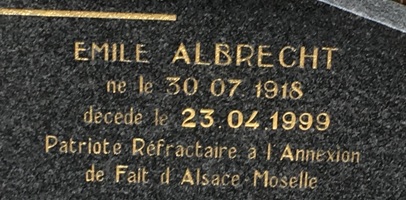 EMILE ALBRECHT
né le 30.07.1918
décédé le 23.04.1999
Patriote Réfractaire à l'Annexion
de Fait d'Alsace-Moselle